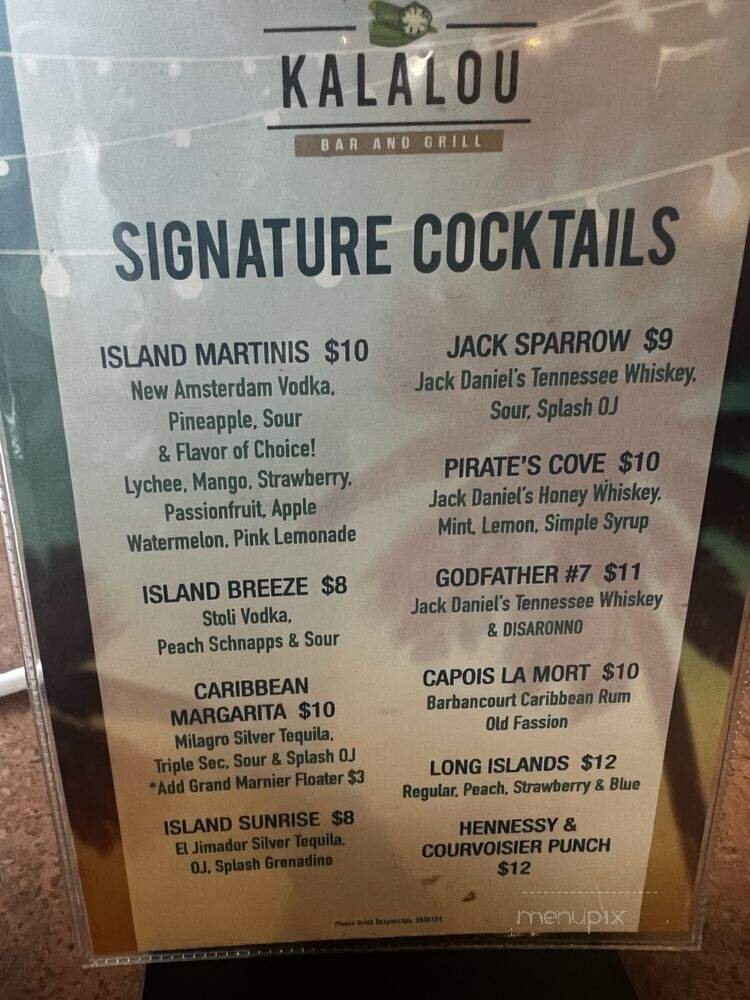 KALALOU
BAR AND GRILL
SIGNATURE COCKTAILS
ISLAND MARTINIS $10
New Amsterdam Vodka,
Pineapple, Sour
& Flavor of Choice!
Lychee, Mango, Strawberry,
Passionfruit, Apple
Watermelon, Pink Lemonade
ISLAND BREEZE $8
Stoli Vodka,
Peach Schnapps & Sour
CARIBBEAN
MARGARITA $10
Milagro Silver Tequila,
Triple Sec, Sour & Splash OJ
*Add Grand Marnier Floater $3
ISLAND SUNRISE $8
El Jimador Silver Tequila,
OJ, Splash Grenadine
JACK SPARROW $9
Jack Daniel's Tennessee Whiskey,
Sour, Splash OJ
PIRATE'S COVE $10
Jack Daniel's Honey Whiskey,
Mint, Lemon, Simple Syrup
GODFATHER #7 $11
Jack Daniel's Tennessee Whiskey
& DISARONNO
CAPOIS LA MORT $10
Barbancourt Caribbean Rum
Old Fassion
LONG ISLANDS $12
Regular, Peach, Strawberry & Blue
HENNESSY &
COURVOISIER PUNCH
$12
Please Drink Responsibly.
menupix